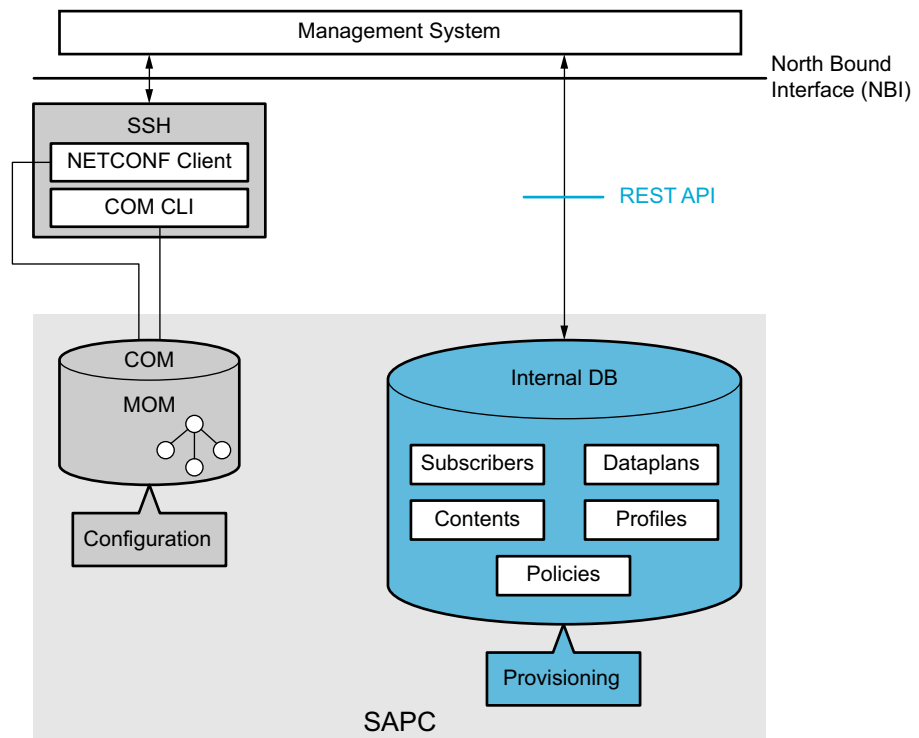 Management System
North Bound
Interface (NBI)
SSH
NETCONF Client
COM CLI
REST API
COM
MOM
Configuration
Internal DB
Subscribers
Dataplans
Contents
Profiles
Policies
Provisioning
SAPC